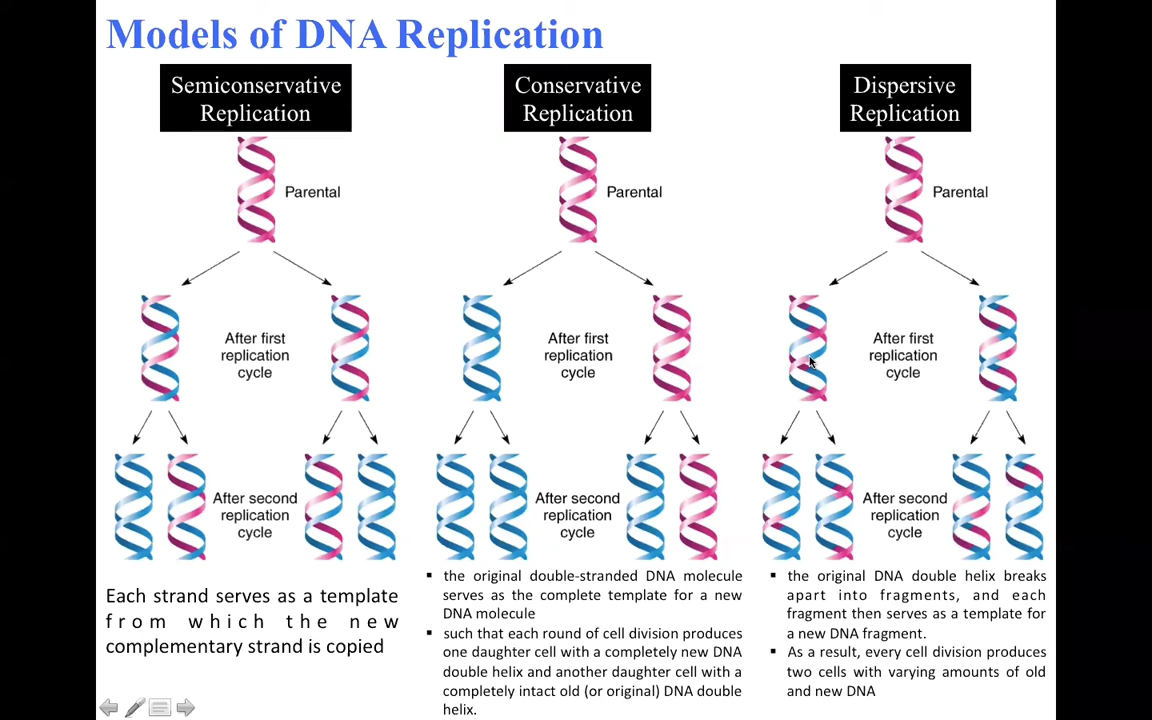 Models of DNA Replication
Semiconservative
Replication
Parental
After first
replication
cycle
After second
replication
cycle
Each strand serves as a template
from which the new
complementary strand is copied
Conservative
Replication
Parental
After first
replication
cycle
After second
replication
cycle
▪ the original double-stranded DNA molecule
serves as the complete template for a new
DNA molecule
▪ such that each round of cell division produces
one daughter cell with a completely new DNA
double helix and another daughter cell with a
completely intact old (or original) DNA double
helix.
Dispersive
Replication
Parental
After first
replication
cycle
After second
replication
cycle
▪ the original DNA double helix breaks
apart into fragments, and each
fragment then serves as a template for
a new DNA fragment.
▪ As a result, every cell division produces
two cells with varying amounts of old
and new DNA